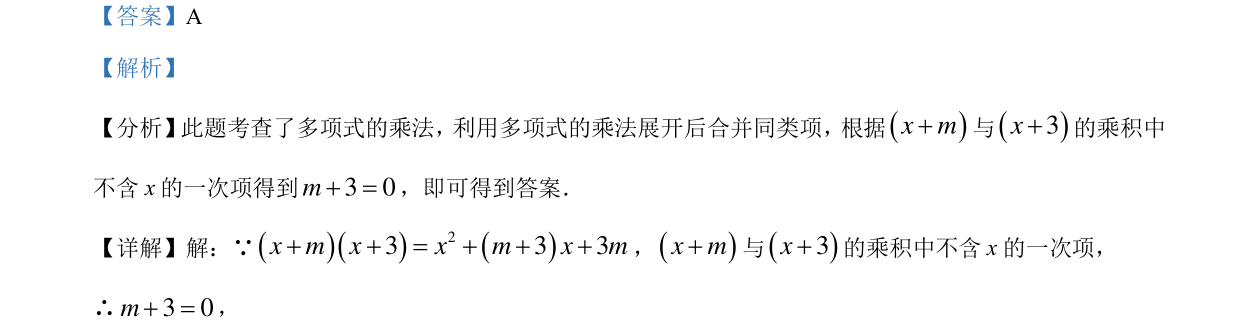 【答案】A
【解析】
【分析】此题考查了多项式的乘法，利用多项式的乘法展开后合并同类项，根据(x+m)与(x+3)的乘积中
不含 x 的一次项得到m+3=0，即可得到答案．
【详解】解：∵(x+m)(x+3)=x²+(m+3)x+3m，(x+m)与(x+3)的乘积中不含 x 的一次项，
∴m+3=0，